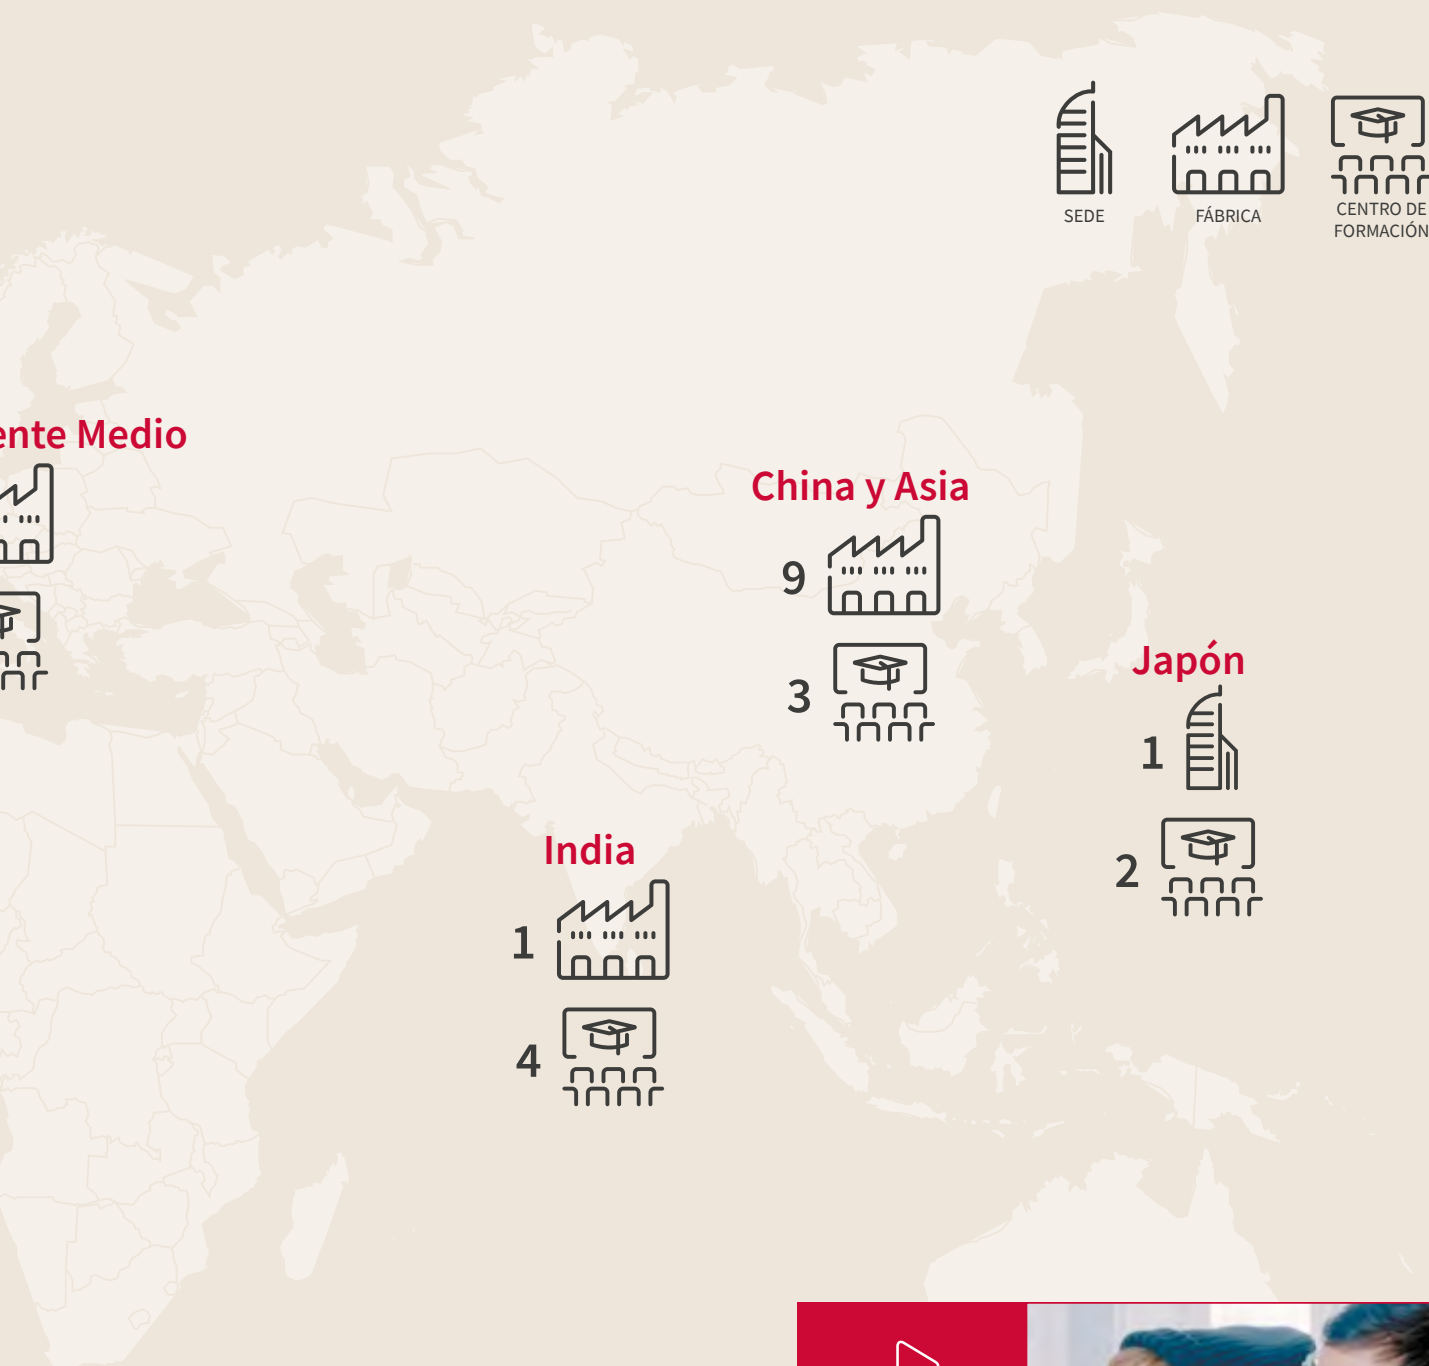 SEDE
FÁBRICA
CENTRO DE
FORMACIÓN
ente Medio
China y Asia
9
3
Japón
1
2
India
1
4